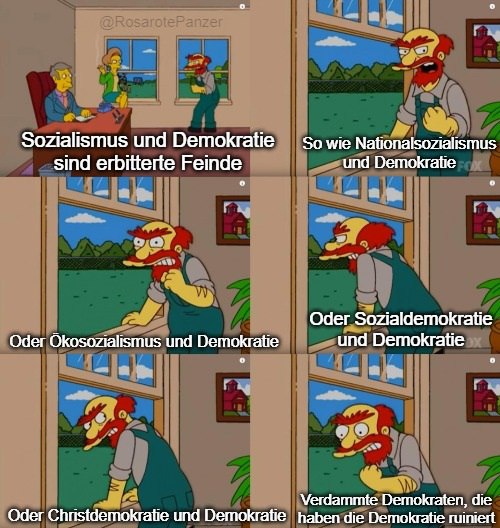 @RosarotePanzer
Sozialismus und Demokratie
sind erbitterte Feinde
So wie Nationalsozialismus
und Demokratie
FOX
Oder Ökosozialismus und Demokratie
Oder Sozialdemokratie
und Demokratie
Oder Christdemokratie und Demokratie
Verdammte Demokraten, die
haben die Demokratie ruiniert